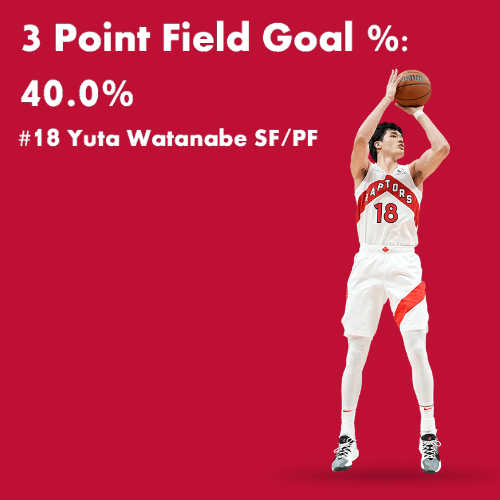 3 Point Field Goal %:
40.0%
#18 Yuta Watanabe SF/PF
RAPTORS
18